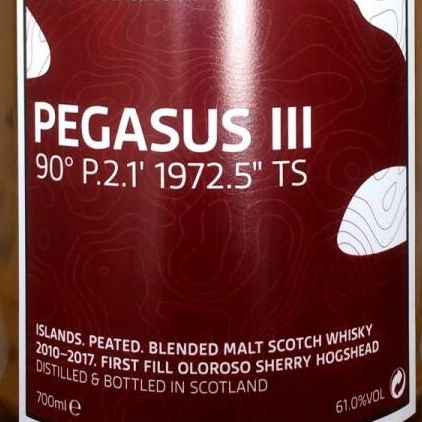 PEGASUS III
90° P.2.1' 1972.5" TS
ISLANDS. PEATED. BLENDED MALT SCOTCH WHISKY
2010-2017. FIRST FILL OLOROSO SHERRY HOGSHEAD
DISTILLED & BOTTLED IN SCOTLAND
700ml ℮
61.0%VOL